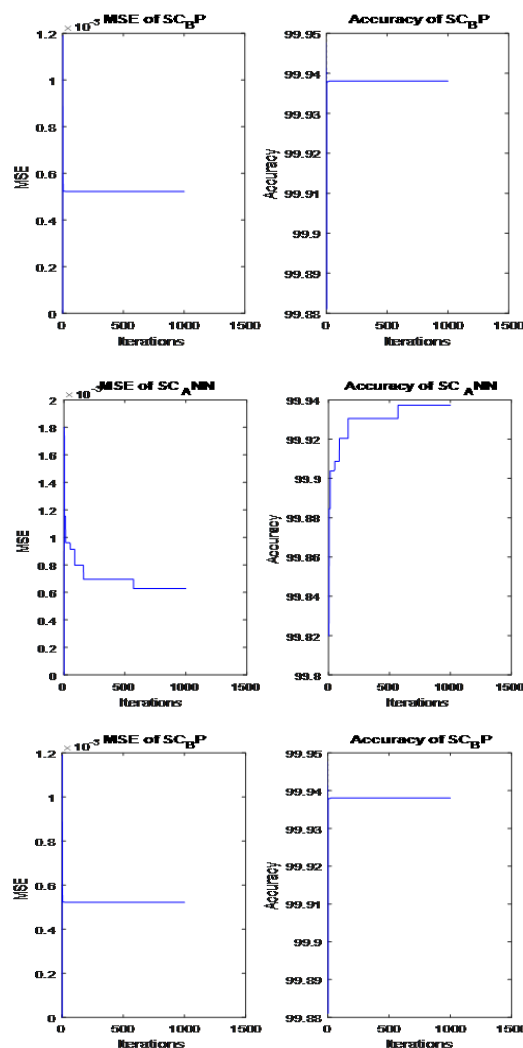 × 10⁻³ MSE of SC_BP
1.2
1
0.8
0.6
0.4
0.2
0
MSE
0 500 1000 1500
Iterations
Accuracy of SC_BP
99.95
99.94
99.93
99.92
99.91
99.9
99.89
99.88
Accuracy
0 500 1000 1500
Iterations
× 10⁻³ MSE of SC_ANN
2
1.8
1.6
1.4
1.2
1
0.8
0.6
0.4
0.2
0
MSE
0 500 1000 1500
Iterations
Accuracy of SC_ANN
99.94
99.92
99.9
99.88
99.86
99.84
99.82
99.8
Accuracy
0 500 1000 1500
Iterations
× 10⁻³ MSE of SC_BP
1.2
1
0.8
0.6
0.4
0.2
0
MSE
0 500 1000 1500
Iterations
Accuracy of SC_BP
99.95
99.94
99.93
99.92
99.91
99.9
99.89
99.88
Accuracy
0 500 1000 1500
Iterations